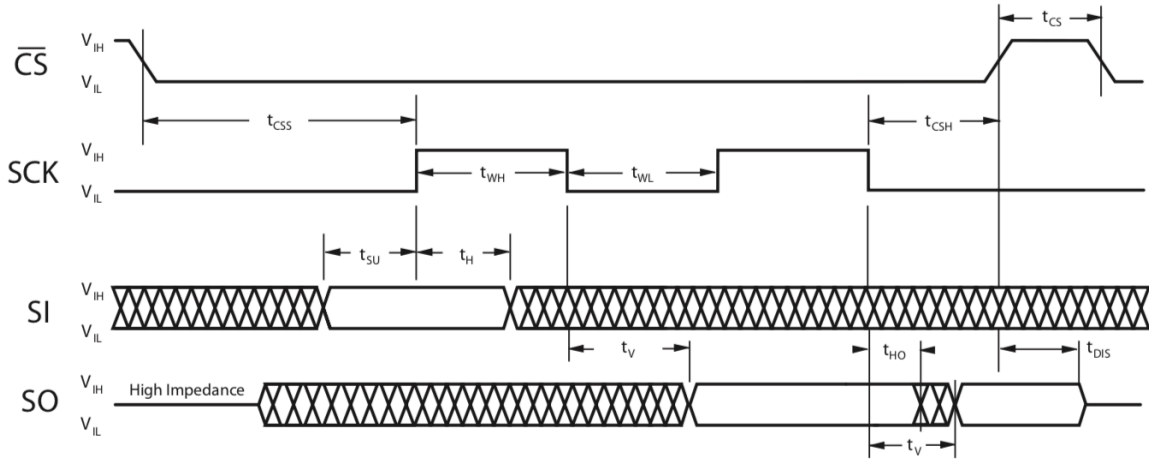 t_CS
CS V_IH
V_IL
t_CSS t_CSH
SCK V_IH
V_IL
t_WH t_WL
t_SU t_H
SI V_IH
V_IL
t_V t_HO t_DIS
SO V_IH High Impedance
V_IL
t_V